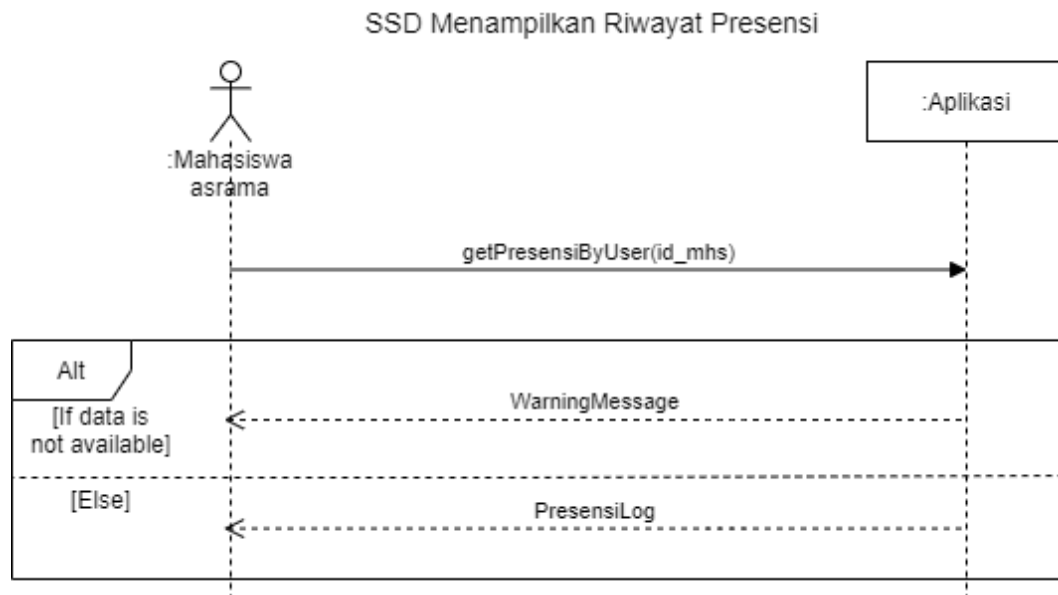 SSD Menampilkan Riwayat Presensi
:Mahasiswa
asrama
:Aplikasi
getPresensiByUser(id_mhs)
Alt
[If data is
not available]
WarningMessage
[Else]
PresensiLog